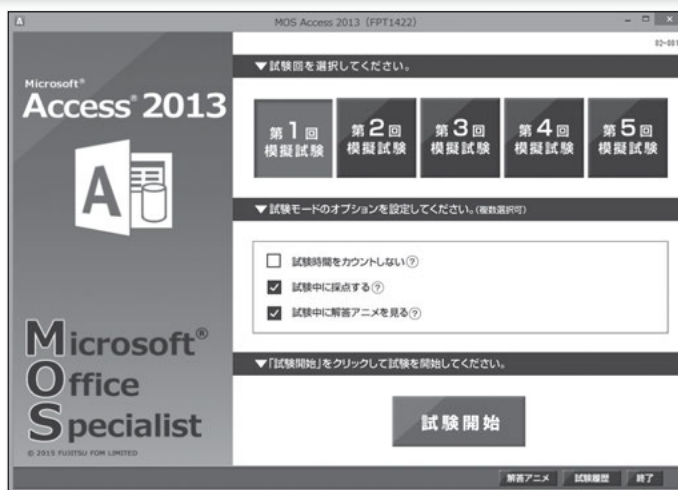 A
MOS Access 2013 (FPT1422)
02-001
Microsoft®
Access® 2013
A
▼試験回を選択してください。
第1回
模擬試験
第2回
模擬試験
第3回
模擬試験
第4回
模擬試験
第5回
模擬試験
▼試験モードのオプションを設定してください。(複数選択可)
試験時間をカウントしない?
試験中に採点する?
試験中に解答アニメを見る?
▼「試験開始」をクリックして試験を開始してください。
試験開始
Microsoft®
Office
Specialist
© 2015 FUJITSU FOM LIMITED
解答アニメ 試験履歴 終了